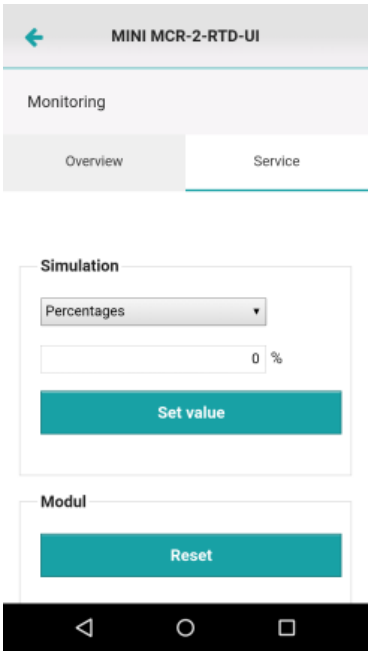 MINI MCR-2-RTD-UI
Monitoring
Overview Service
Simulation
Percentages
0 %
Set value
Modul
Reset